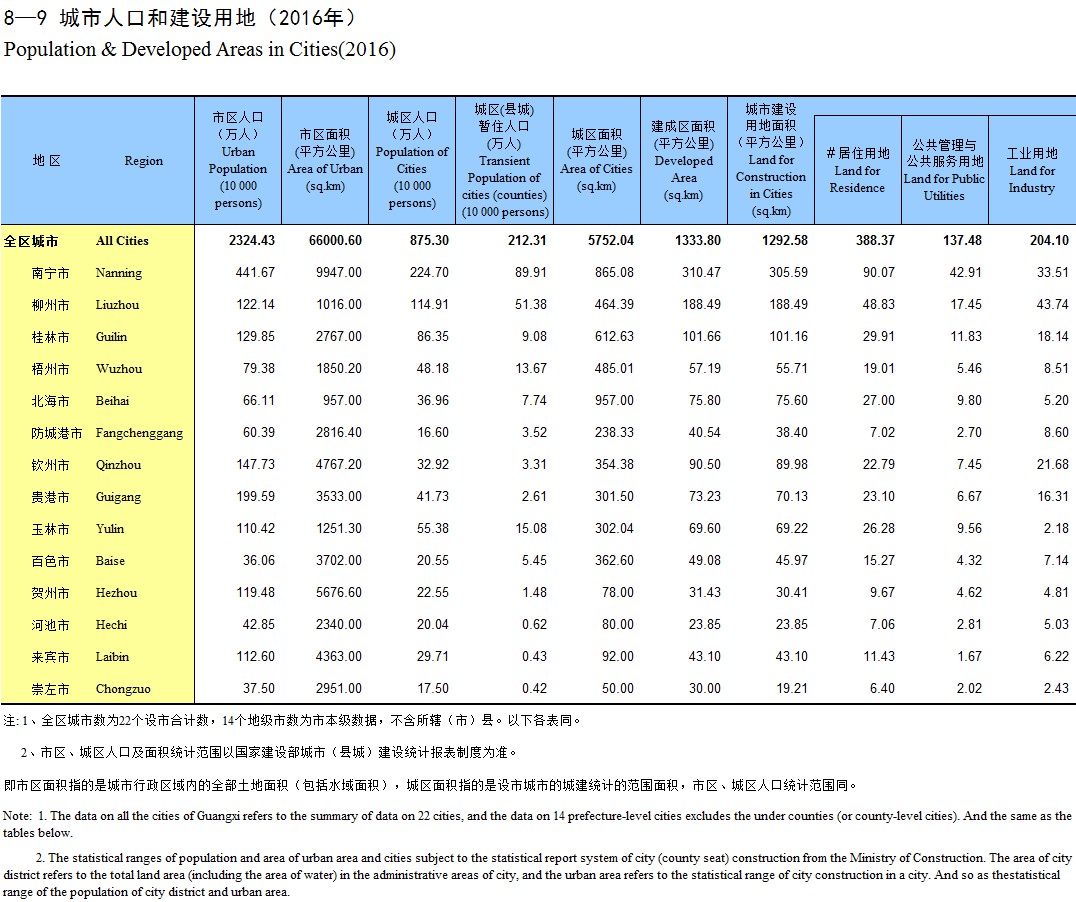 8—9 城市人口和建设用地（2016年）
Population & Developed Areas in Cities(2016)
地 区 Region 市区人口（万人） Urban Population (10 000 persons) 市区面积(平方公里) Area of Urban (sq.km) 城区人口（万人） Population of Cities (10 000 persons) 城区(县城)暂住人口(万人) Transient Population of cities (counties) (10 000 persons) 城区面积(平方公里) Area of Cities (sq.km) 建成区面积(平方公里) Developed Area (sq.km) 城市建设用地面积（平方公里） Land for Construction in Cities (sq.km) #居住用地 Land for Residence 公共管理与公共服务用地 Land for Public Utilities 工业用地 Land for Industry
全区城市 All Cities 2324.43 66000.60 875.30 212.31 5752.04 1333.80 1292.58 388.37 137.48 204.10
南宁市 Nanning 441.67 9947.00 224.70 89.91 865.08 310.47 305.59 90.07 42.91 33.51
柳州市 Liuzhou 122.14 1016.00 114.91 51.38 464.39 188.49 188.49 48.83 17.45 43.74
桂林市 Guilin 129.85 2767.00 86.35 9.08 612.63 101.66 101.16 29.91 11.83 18.14
梧州市 Wuzhou 79.38 1850.20 48.18 13.67 485.01 57.19 55.71 19.01 5.46 8.51
北海市 Beihai 66.11 957.00 36.96 7.74 957.00 75.80 75.60 27.00 9.80 5.20
防城港市 Fangchenggang 60.39 2816.40 16.60 3.52 238.33 40.54 38.40 7.02 2.70 8.60
钦州市 Qinzhou 147.73 4767.20 32.92 3.31 354.38 90.50 89.98 22.79 7.45 21.68
贵港市 Guigang 199.59 3533.00 41.73 2.61 301.50 73.23 70.13 23.10 6.67 16.31
玉林市 Yulin 110.42 1251.30 55.38 15.08 302.04 69.60 69.22 26.28 9.56 2.18
百色市 Baise 36.06 3702.00 20.55 5.45 362.60 49.08 45.97 15.27 4.32 7.14
贺州市 Hezhou 119.48 5676.60 22.55 1.48 78.00 31.43 30.41 9.67 4.62 4.81
河池市 Hechi 42.85 2340.00 20.04 0.62 80.00 23.85 23.85 7.06 2.81 5.03
来宾市 Laibin 112.60 4363.00 29.71 0.43 92.00 43.10 43.10 11.43 1.67 6.22
崇左市 Chongzuo 37.50 2951.00 17.50 0.42 50.00 30.00 19.21 6.40 2.02 2.43
注: 1、全区城市数为22个设市合计数，14个地级市数为市本级数据，不含所辖（市）县。以下各表同。
2、市区、城区人口及面积统计范围以国家建设部城市（县城）建设统计报表制度为准。
即市区面积指的是城市行政区域内的全部土地面积（包括水域面积），城区面积指的是设市城市的城建统计的范围面积，市区、城区人口统计范围同。
Note: 1. The data on all the cities of Guangxi refers to the summary of data on 22 cities, and the data on 14 prefecture-level cities excludes the under counties (or county-level cities). And the same as the
tables below.
2. The statistical ranges of population and area of urban area and cities subject to the statistical report system of city (county seat) construction from the Ministry of Construction. The area of city
district refers to the total land area (including the area of water) in the administrative areas of city, and the urban area refers to the statistical range of city construction in a city. And so as thestatistical
range of the population of city district and urban area.